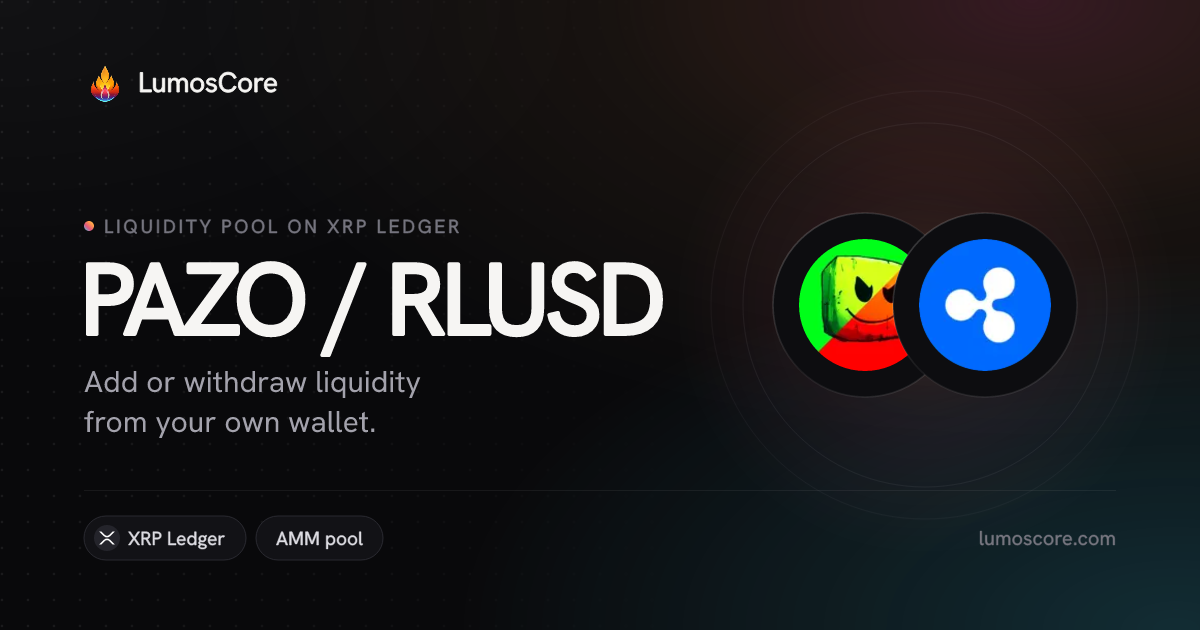 LumosCore
LIQUIDITY POOL ON XRP LEDGER
PAZO / RLUSD
Add or withdraw liquidity
from your own wallet.
XRP Ledger
AMM pool
lumoscore.com